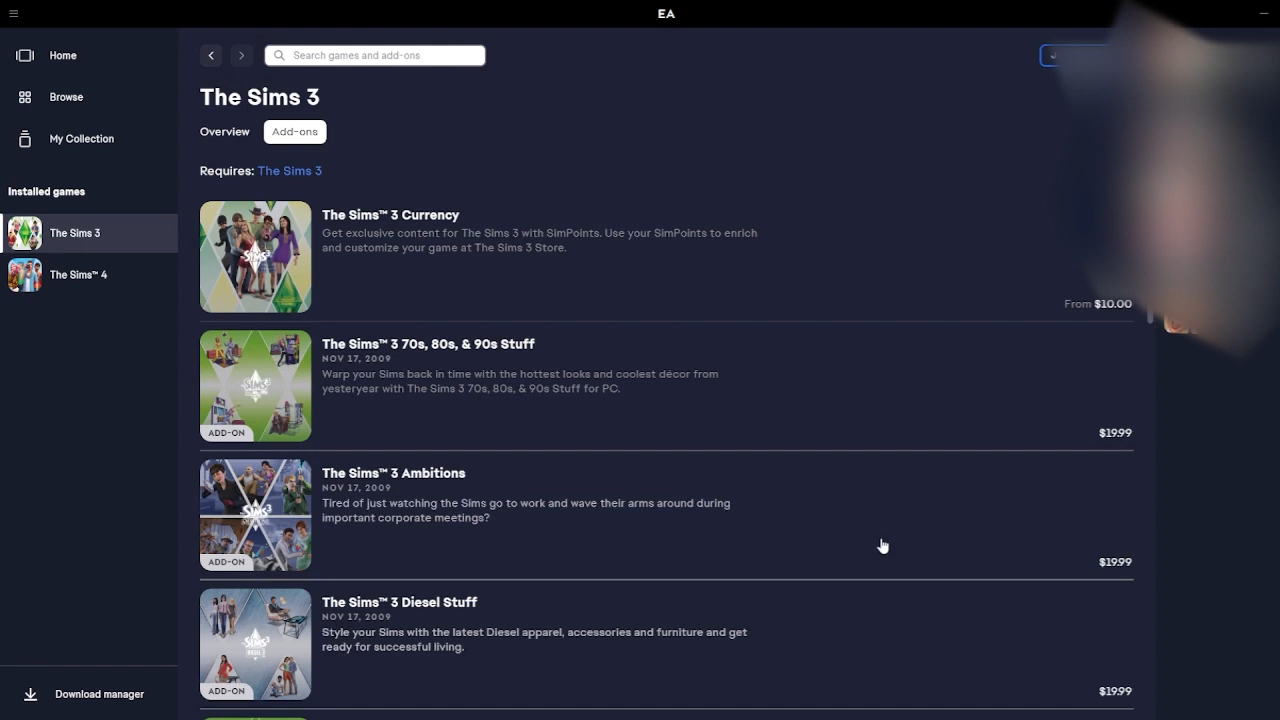 EA
Home
Browse
My Collection
Installed games
The Sims 3
The Sims™ 4
Download manager
Search games and add-ons
The Sims 3
Overview
Add-ons
Requires: The Sims 3
The Sims™ 3 Currency
Get exclusive content for The Sims 3 with SimPoints. Use your SimPoints to enrich
and customize your game at The Sims 3 Store.
From $10.00
The Sims™ 3 70s, 80s, & 90s Stuff
NOV 17, 2009
Warp your Sims back in time with the hottest looks and coolest décor from
yesteryear with The Sims 3 70s, 80s, & 90s Stuff for PC.
ADD-ON
$19.99
The Sims™ 3 Ambitions
NOV 17, 2009
Tired of just watching the Sims go to work and wave their arms around during
important corporate meetings?
ADD-ON
$19.99
The Sims™ 3 Diesel Stuff
NOV 17, 2009
Style your Sims with the latest Diesel apparel, accessories and furniture and get
ready for successful living.
ADD-ON
$19.99